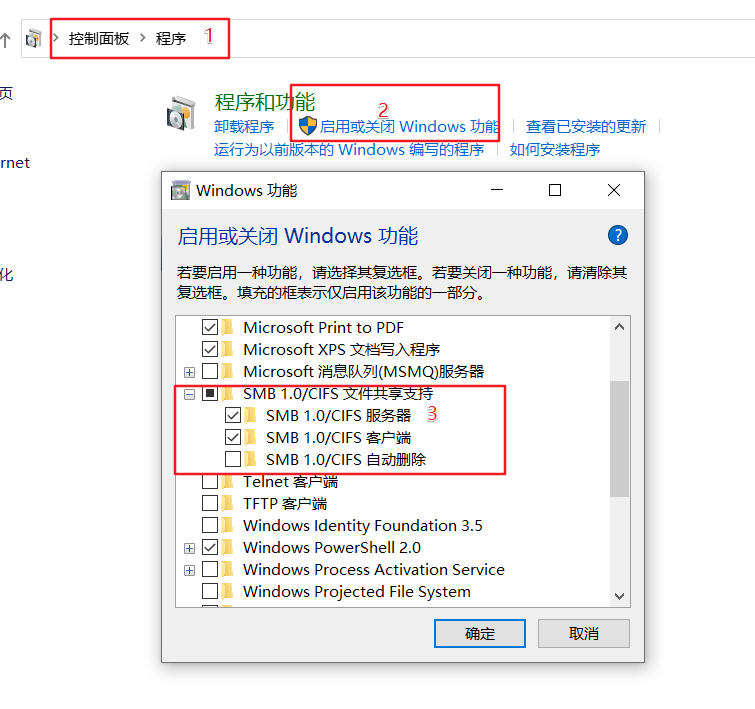 控制面板 > 程序 1
页
程序和功能
2
卸载程序 启用或关闭 Windows 功能 查看已安装的更新
运行为以前版本的 Windows 编写的程序 如何安装程序
rnet
Windows 功能
启用或关闭 Windows 功能 ?
化
若要启用一种功能，请选择其复选框。若要关闭一种功能，请清除其
复选框。填充的框表示仅启用该功能的一部分。
Microsoft Print to PDF
Microsoft XPS 文档写入程序
Microsoft 消息队列(MSMQ)服务器
SMB 1.0/CIFS 文件共享支持
SMB 1.0/CIFS 服务器 3
SMB 1.0/CIFS 客户端
SMB 1.0/CIFS 自动删除
Telnet 客户端
TFTP 客户端
Windows Identity Foundation 3.5
Windows PowerShell 2.0
Windows Process Activation Service
Windows Projected File System
确定 取消